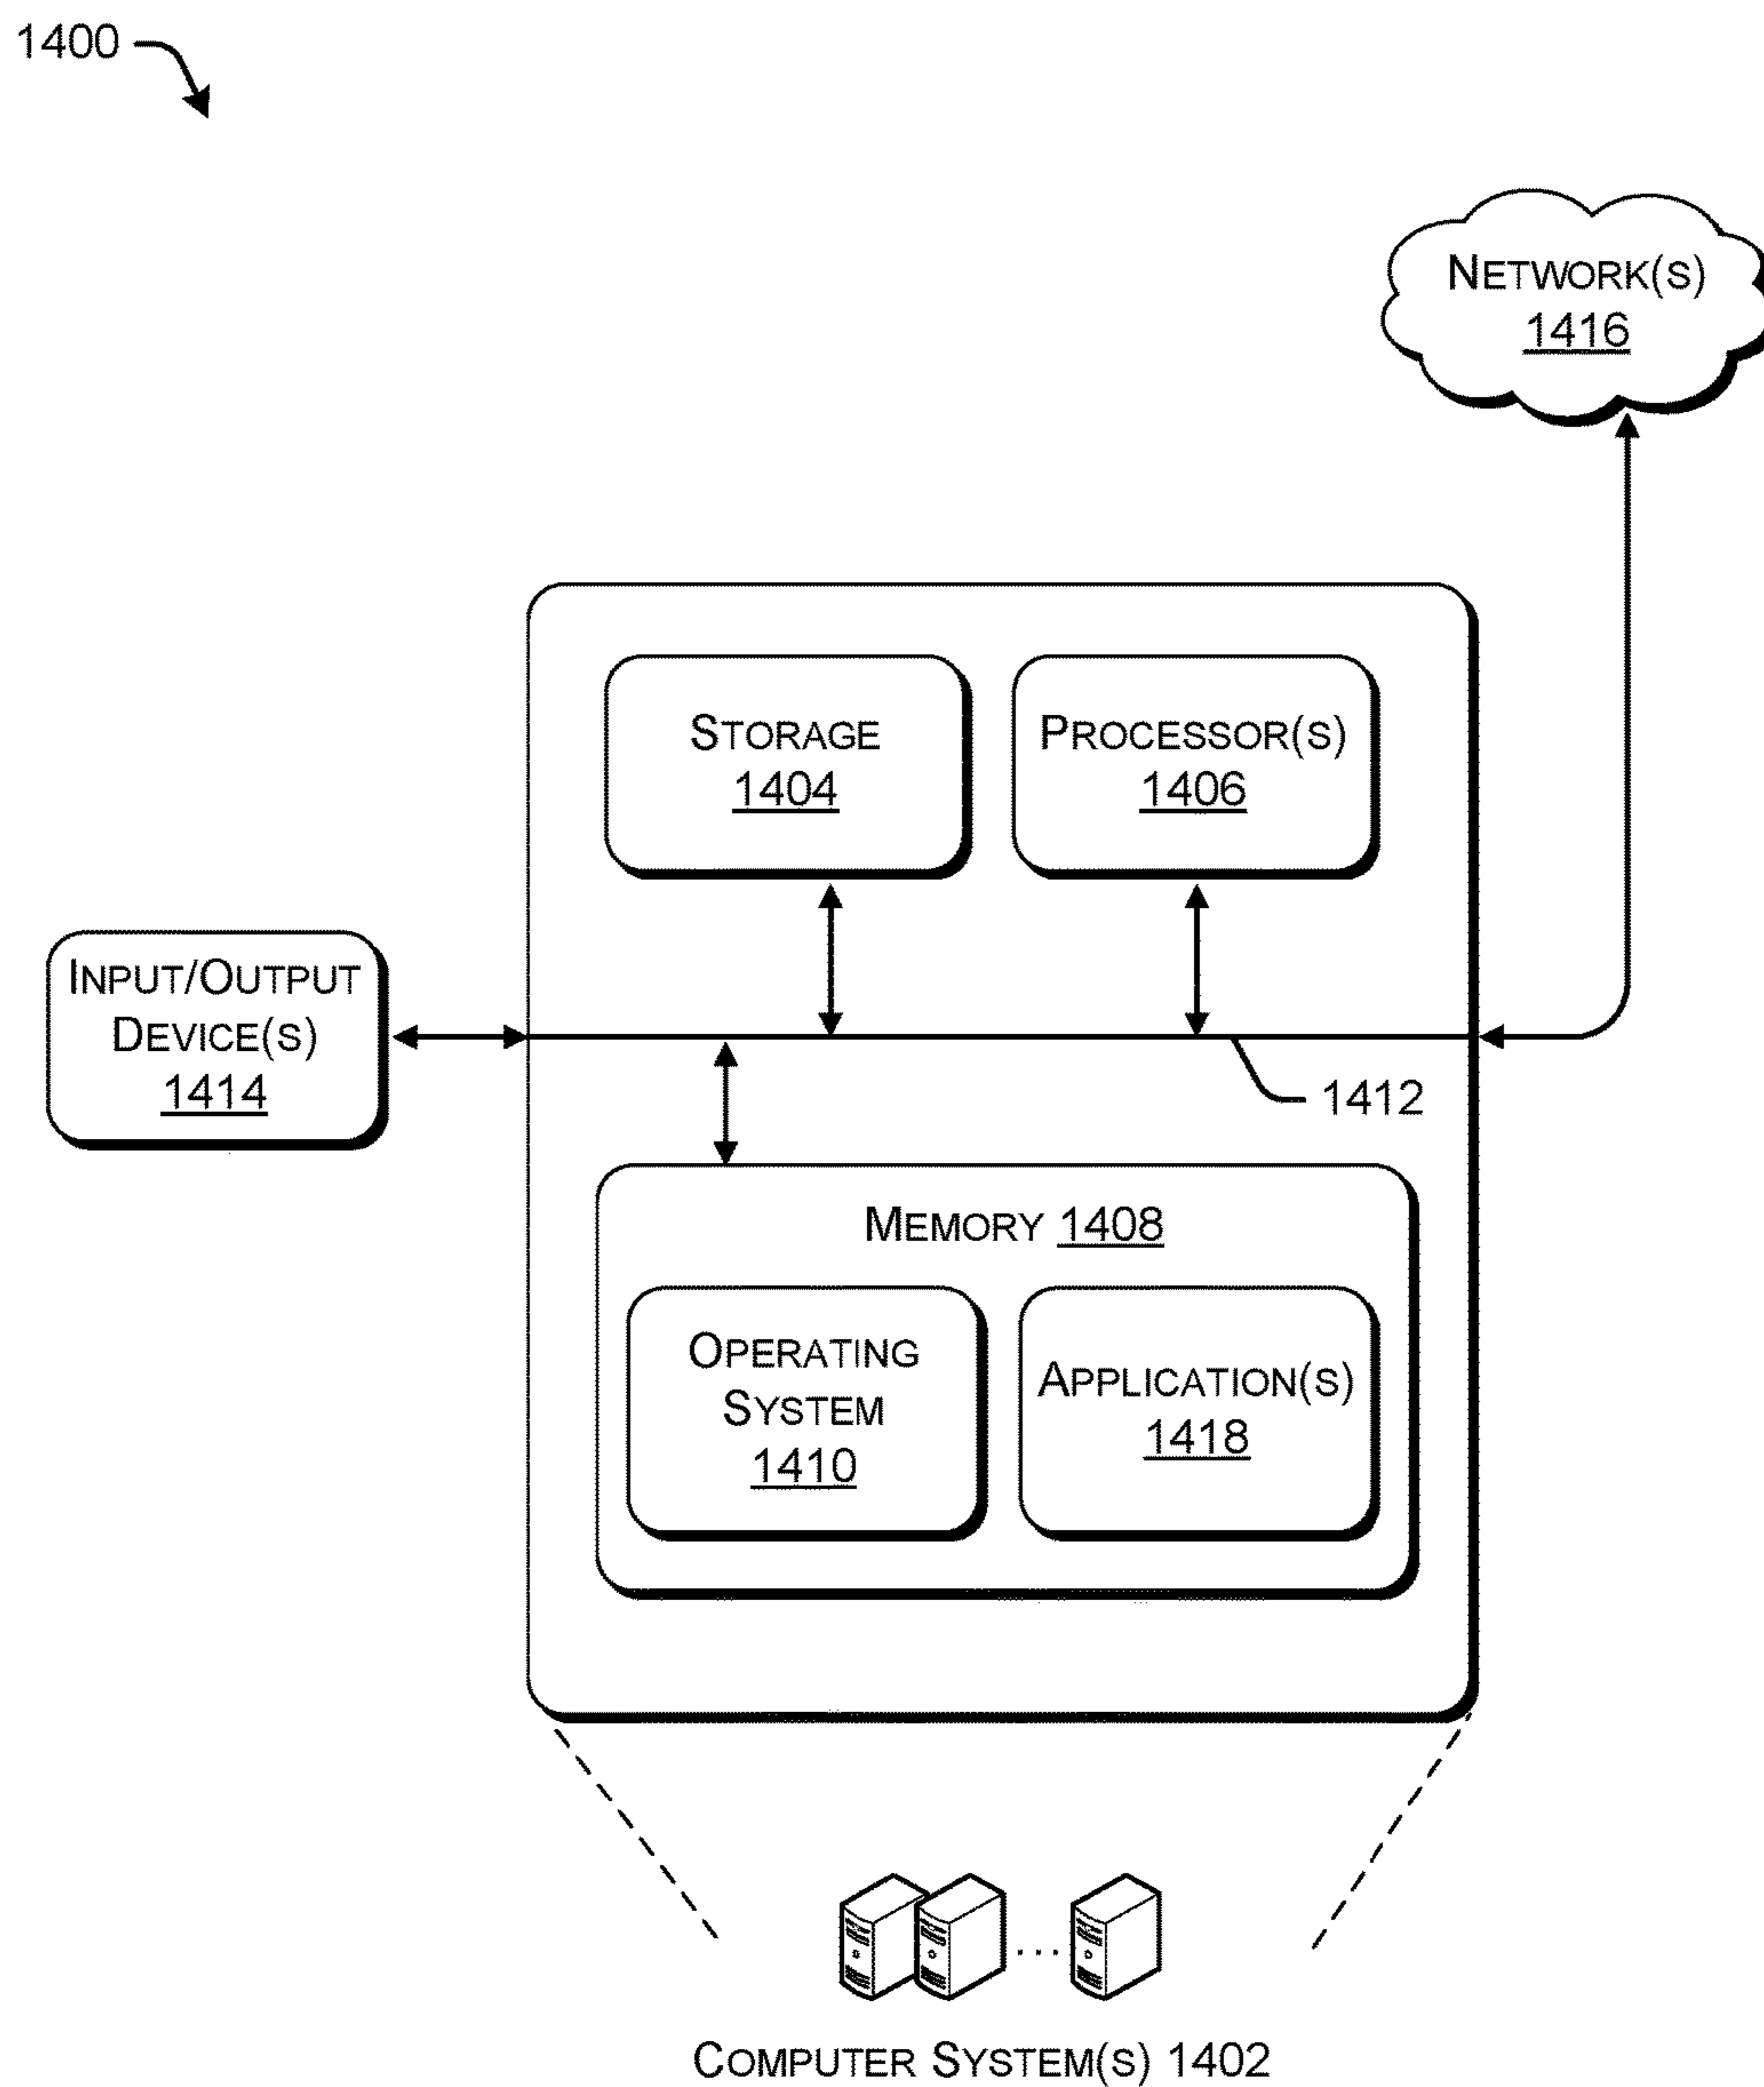 1400
NETWORK(S)
1416
STORAGE
1404
PROCESSOR(S)
1406
INPUT/OUTPUT
DEVICE(S)
1414
1412
MEMORY 1408
OPERATING
SYSTEM
1410
APPLICATION(S)
1418
...
COMPUTER SYSTEM(S) 1402